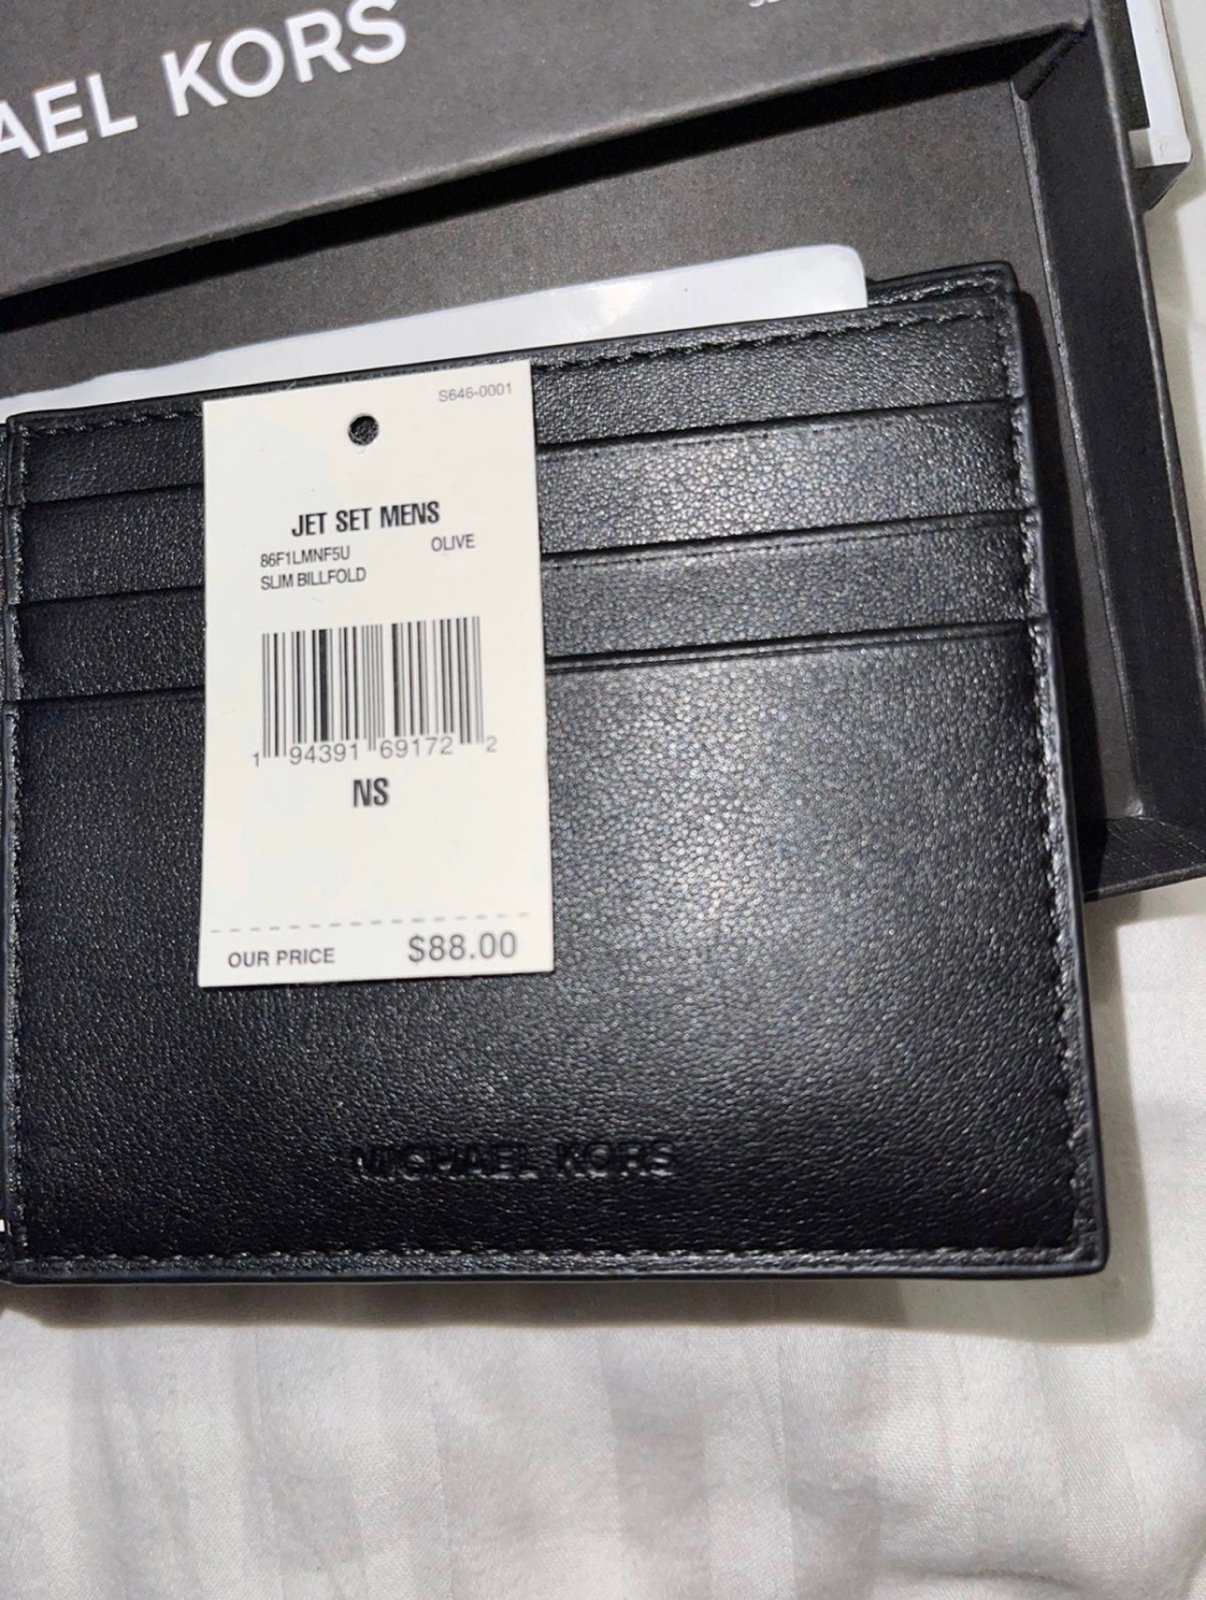 AEL KORS
S646-0001
JET SET MENS
86F1LMNF5U OLIVE
SLIM BILLFOLD
1 94391 69172 2
NS
OUR PRICE $88.00
MICHAEL KORS